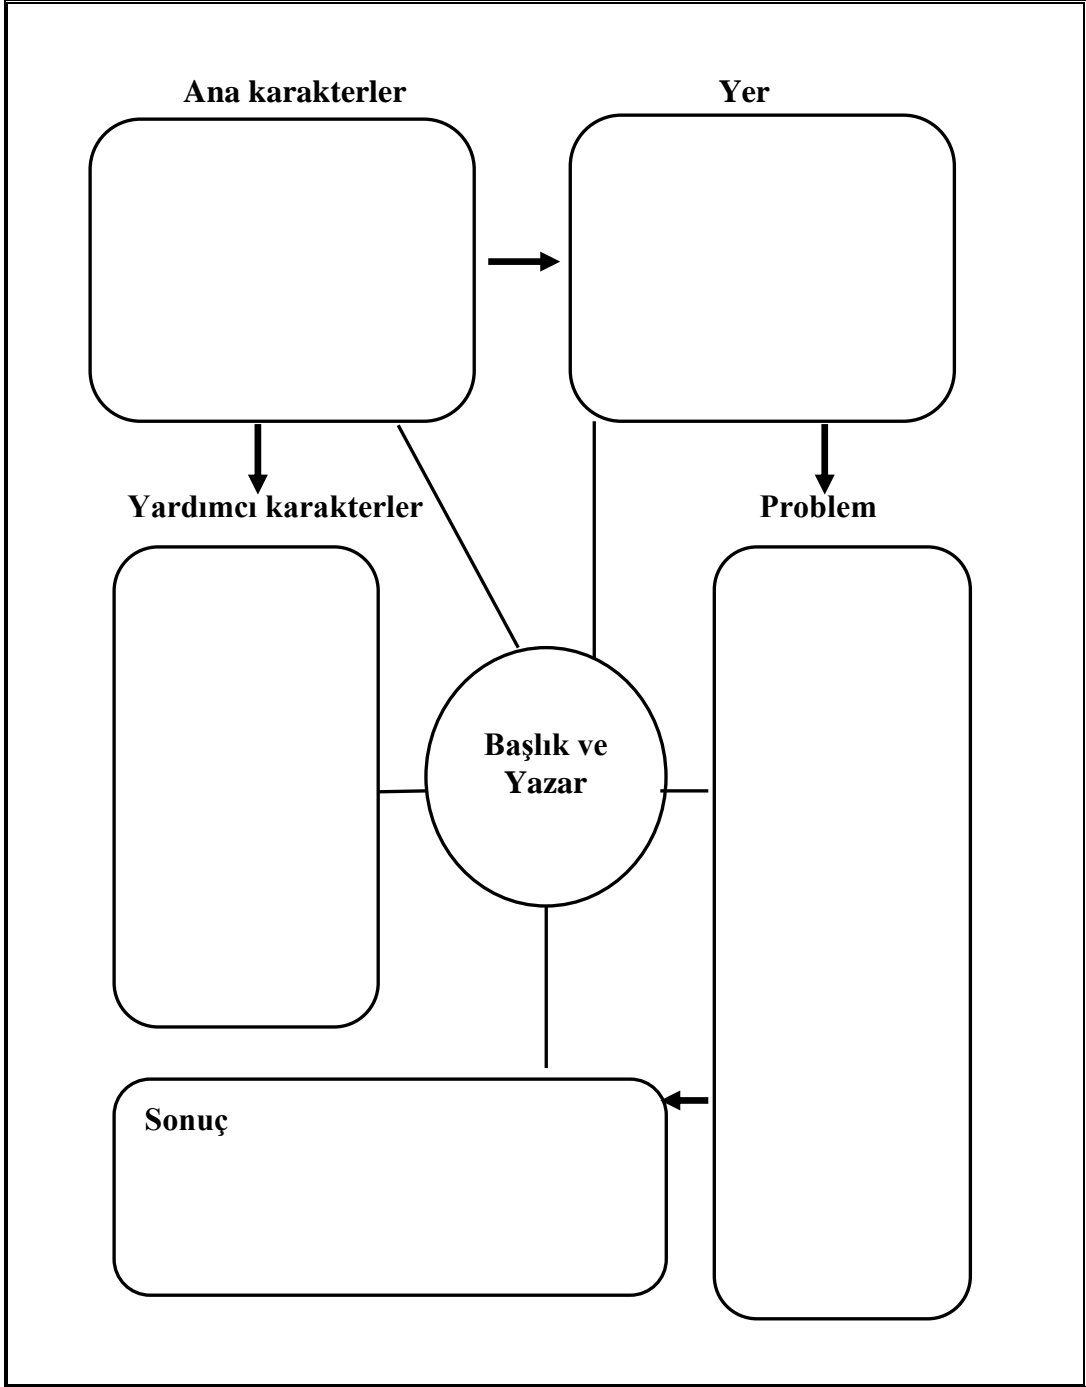 Ana karakterler
Yer
Yardımcı karakterler
Problem
Başlık ve
Yazar
Sonuç